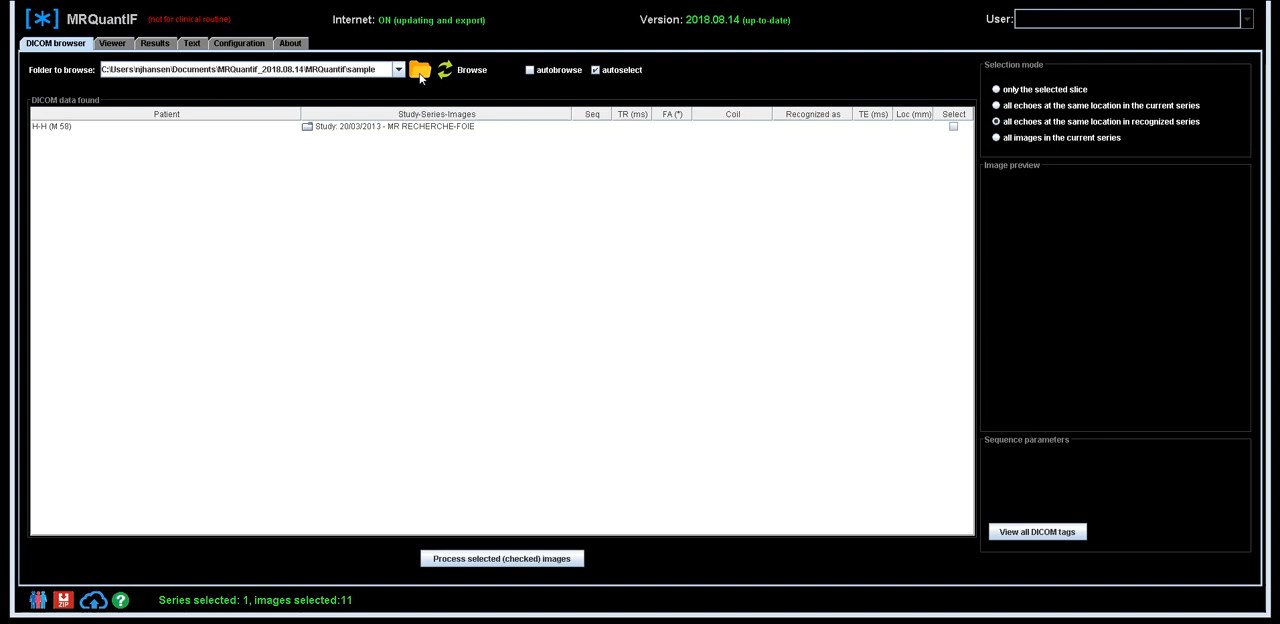 [*] MRQuantIF (not for clinical routine) Internet: ON (updating and export) Version: 2018.08.14 (up-to-date) User:
DICOM browser Viewer Results Text Configuration About
Folder to browse: C:\Users\njhansen\Documents\MRQuantif_2018.08.14\MRQuantif\sample Browse autobrowse autoselect
DICOM data found
Patient Study-Series-Images Seq TR (ms) FA (°) Coil Recognized as TE (ms) Loc (mm) Select
H-H (M 58) Study: 20/03/2013 - MR RECHERCHE-FOIE
Selection mode
only the selected slice
all echoes at the same location in the current series
all echoes at the same location in recognized series
all images in the current series
Image preview
Sequence parameters
View all DICOM tags
Process selected (checked) images
ZIP ? Series selected: 1, images selected:11